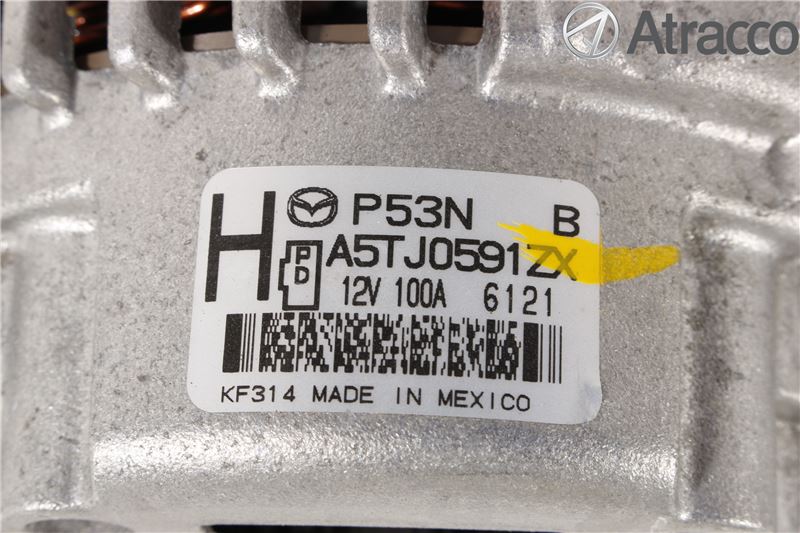 Atracco
H P53N B
P D A5TJ0591ZX
12V 100A 6121
KF314 MADE IN MEXICO